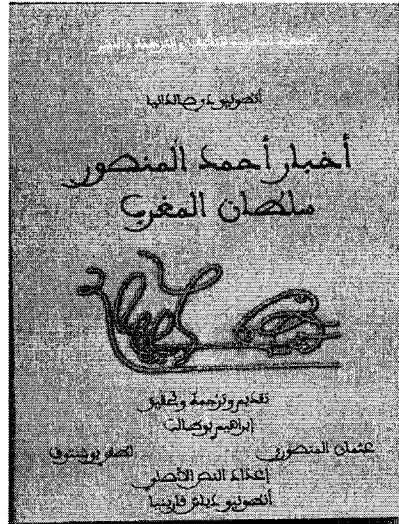 الجمعية المغربية للتأليف والترجمة والنشر
أنطونيو دو صالدانيا
أخبار أحمد المنصور
سلطان المغرب
تقديم وترجمة وتحقيق
إبراهيم بوطالب
عثمان المنصوري لطفي بوشنتوف
إعداد النص الأصلي
أنطونيو دياش فارينيا